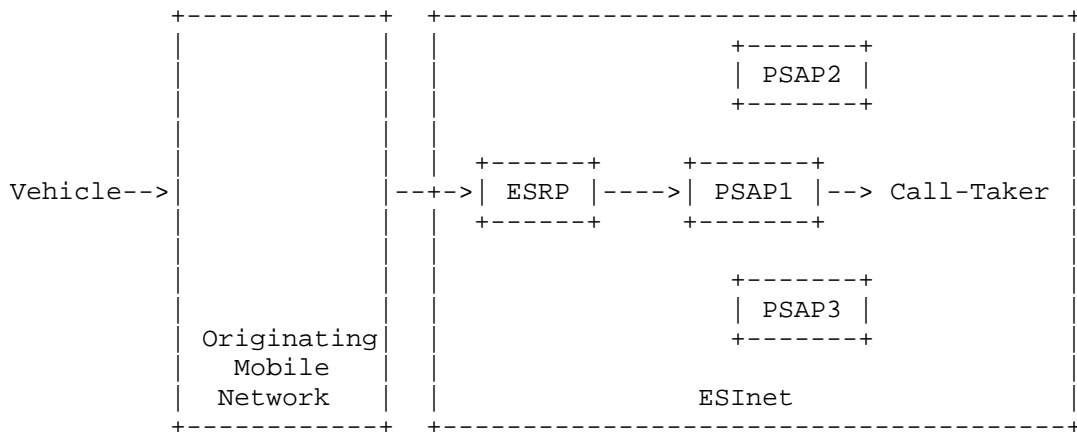 PSAP2
Vehicle--> --+-> ESRP ----> PSAP1 --> Call-Taker
PSAP3
Originating
Mobile
Network ESInet